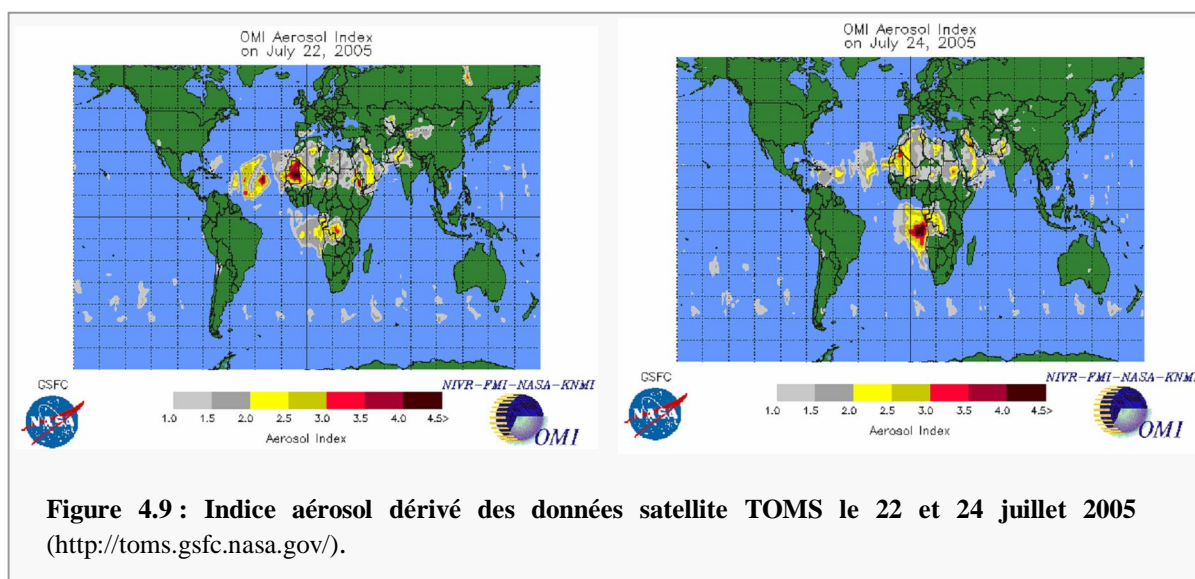 OMI Aerosol Index
on July 22, 2005
GSFC
NASA
NIVR-FMI-NASA-KNMI
1.0 1.5 2.0 2.5 3.0 3.5 4.0 4.5>
Aerosol Index
OMI
OMI Aerosol Index
on July 24, 2005
GSFC
NASA
NIVR-FMI-NASA-KNMI
1.0 1.5 2.0 2.5 3.0 3.5 4.0 4.5>
Aerosol Index
OMI
Figure 4.9 : Indice aérosol dérivé des données satellite TOMS le 22 et 24 juillet 2005
(http://toms.gsfc.nasa.gov/).